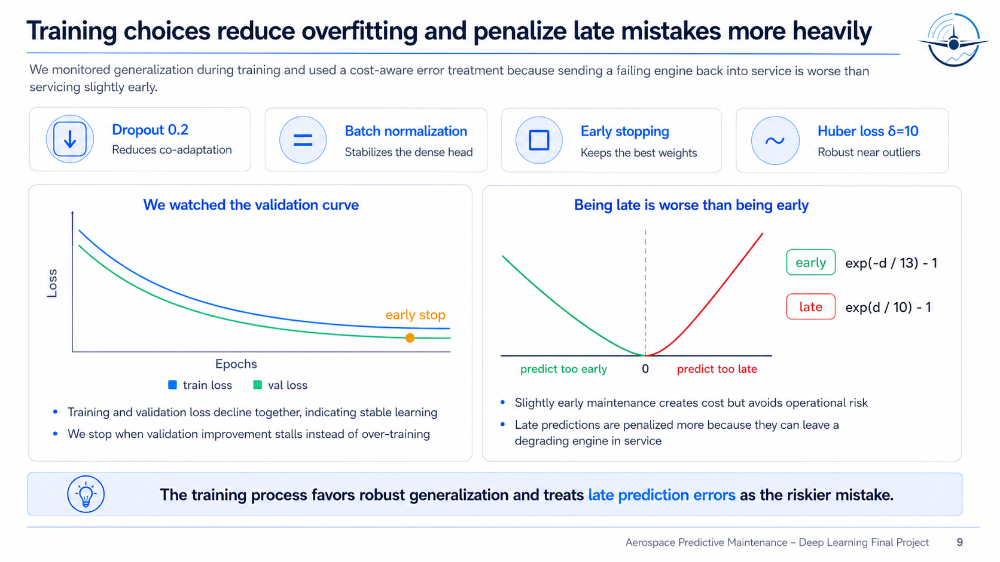 Training choices reduce overfitting and penalize late mistakes more heavily
We monitored generalization during training and used a cost-aware error treatment because sending a failing engine back into service is worse than
servicing slightly early.
Dropout 0.2
Reduces co-adaptation
Batch normalization
Stabilizes the dense head
Early stopping
Keeps the best weights
Huber loss δ=10
Robust near outliers
We watched the validation curve
Loss
early stop
Epochs
train loss
val loss
Training and validation loss decline together, indicating stable learning
We stop when validation improvement stalls instead of over-training
Being late is worse than being early
early
exp(-d / 13) - 1
late
exp(d / 10) - 1
predict too early
0
predict too late
Slightly early maintenance creates cost but avoids operational risk
Late predictions are penalized more because they can leave a
degrading engine in service
The training process favors robust generalization and treats late prediction errors as the riskier mistake.
Aerospace Predictive Maintenance – Deep Learning Final Project
9